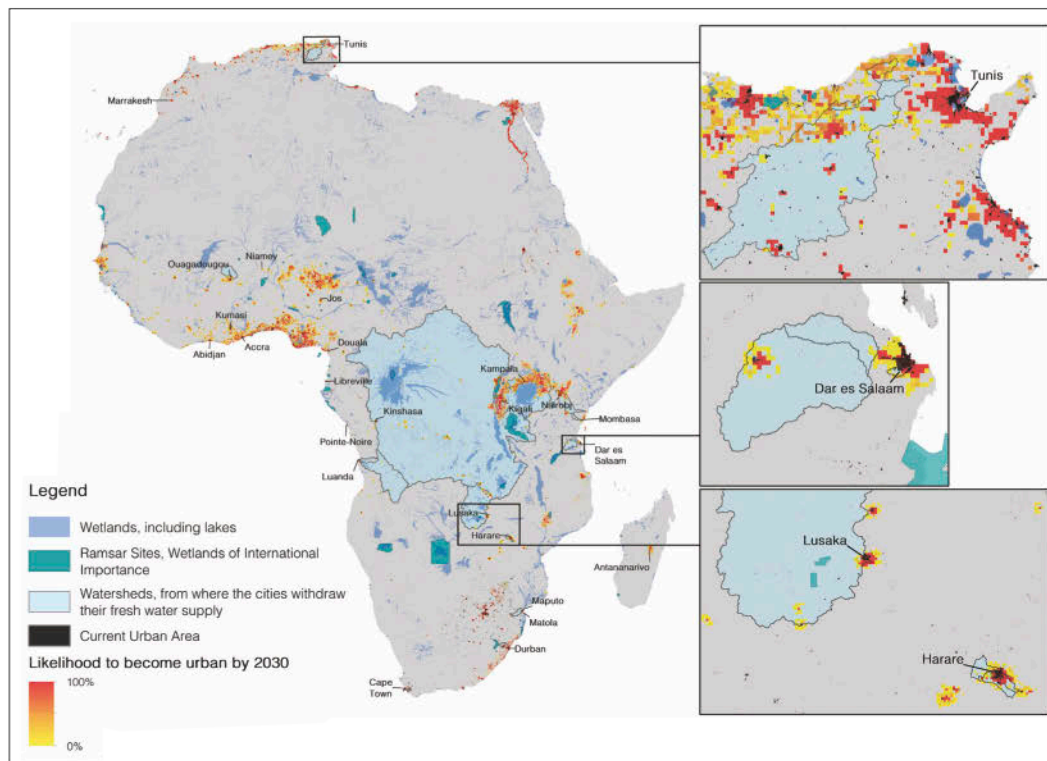 Tunis
Marrakesh
Niamey
Ouagadougou
Jos
Kumasi
Abidjan
Accra
Douala
Libreville
Kampala
Kigali
Nairobi
Mombasa
Kinshasa
Pointe-Noire
Luanda
Dar es
Salaam
Lusaka
Harare
Antananarivo
Maputo
Matola
Durban
Cape
Town
Legend
Wetlands, including lakes
Ramsar Sites, Wetlands of International
Importance
Watersheds, from where the cities withdraw
their fresh water supply
Current Urban Area
Likelihood to become urban by 2030
100%
0%
Tunis
Dar es Salaam
Lusaka
Harare